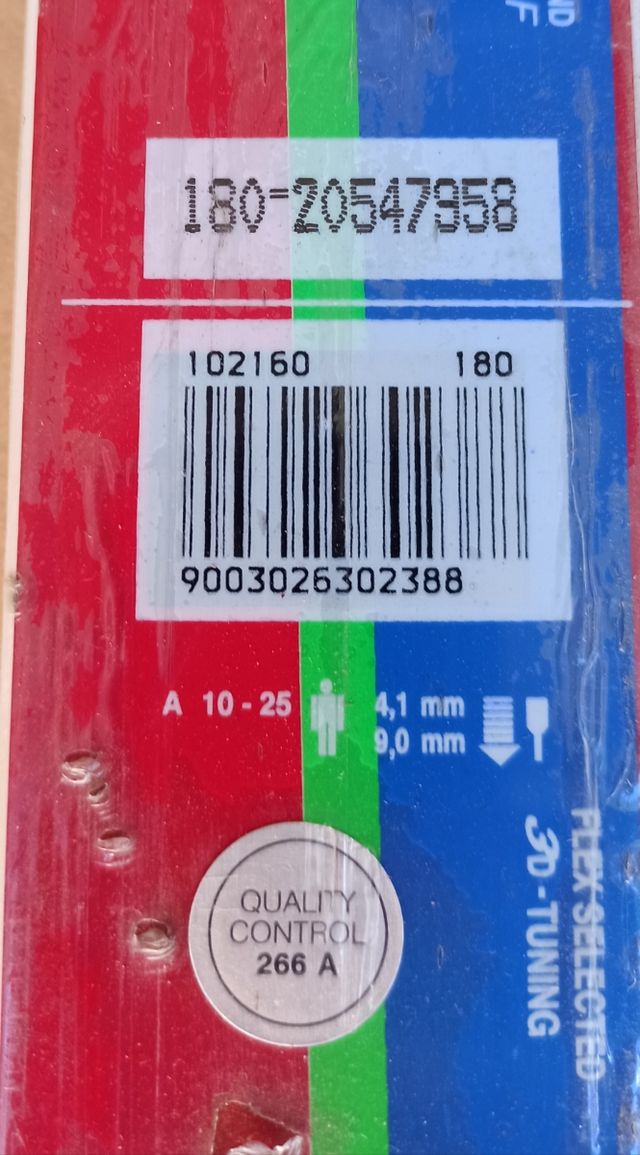 ND
F
180=20547958
102160 180
9003026302388
A 10 - 25
4,1 mm
9,0 mm
FLEX SELECTED
3D-TUNING
QUALITY
CONTROL
266 A